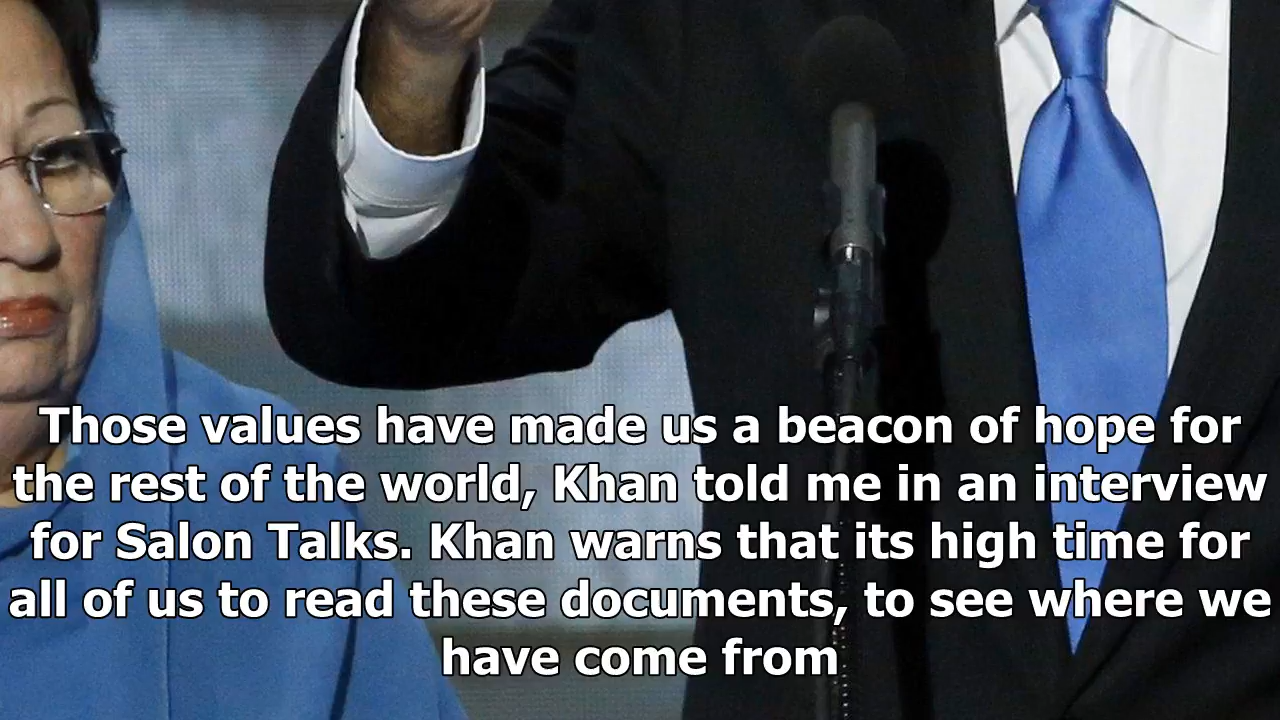 Those values have made us a beacon of hope for
the rest of the world, Khan told me in an interview
for Salon Talks. Khan warns that its high time for
all of us to read these documents, to see where we
have come from